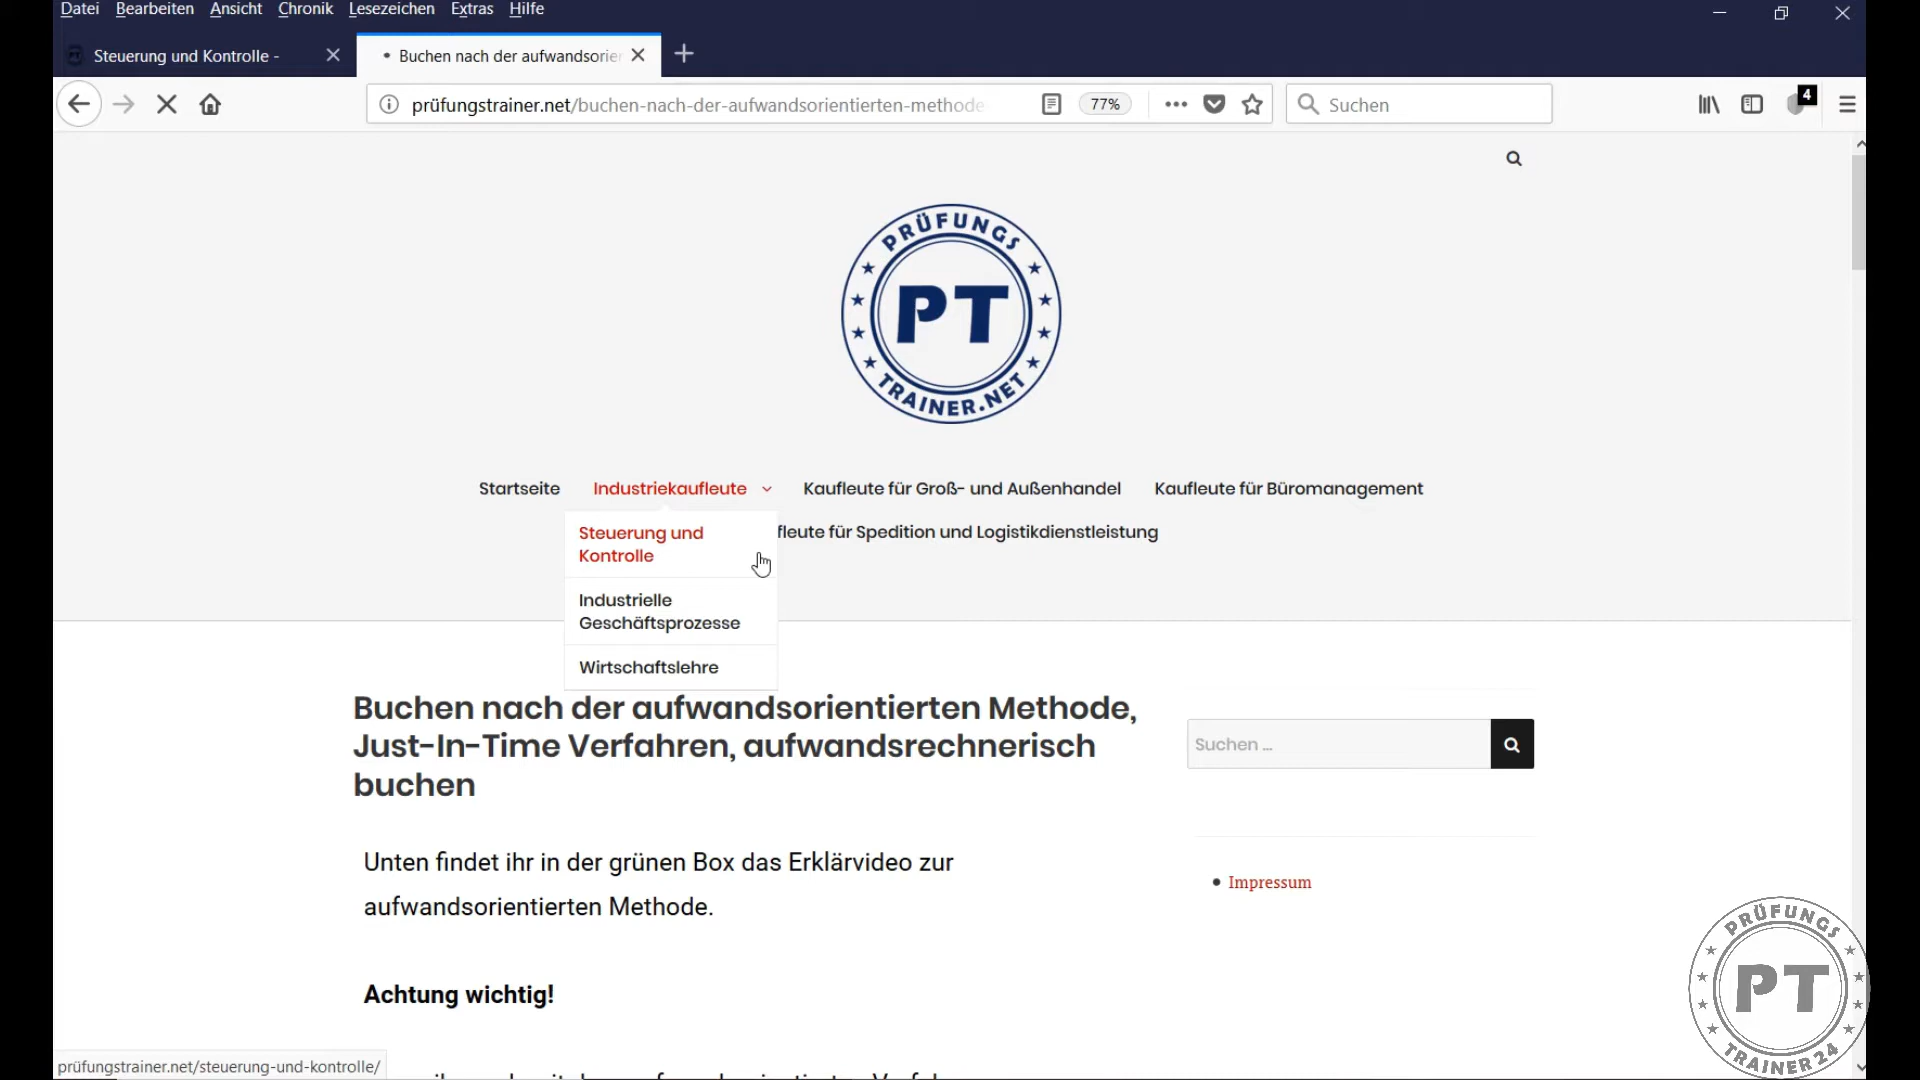 Datei Bearbeiten Ansicht Chronik Lesezeichen Extras Hilfe
Steuerung und Kontrolle -
Buchen nach der aufwandsorier
prüfungstrainer.net/buchen-nach-der-aufwandsorientierten-methode
77%
Suchen
4
PRÜFUNGS
PT
TRAINER.NET
Startseite Industriekaufleute Kaufleute für Groß- und Außenhandel Kaufleute für Büromanagement
fleute für Spedition und Logistikdienstleistung
Steuerung und
Kontrolle
Industrielle
Geschäftsprozesse
Wirtschaftslehre
Buchen nach der aufwandsorientierten Methode,
Just-In-Time Verfahren, aufwandsrechnerisch
buchen
Suchen ...
Unten findet ihr in der grünen Box das Erklärvideo zur
aufwandsorientierten Methode.
Impressum
Achtung wichtig!
PRÜFUNGS
PT
TRAINER24
prüfungstrainer.net/steuerung-und-kontrolle/